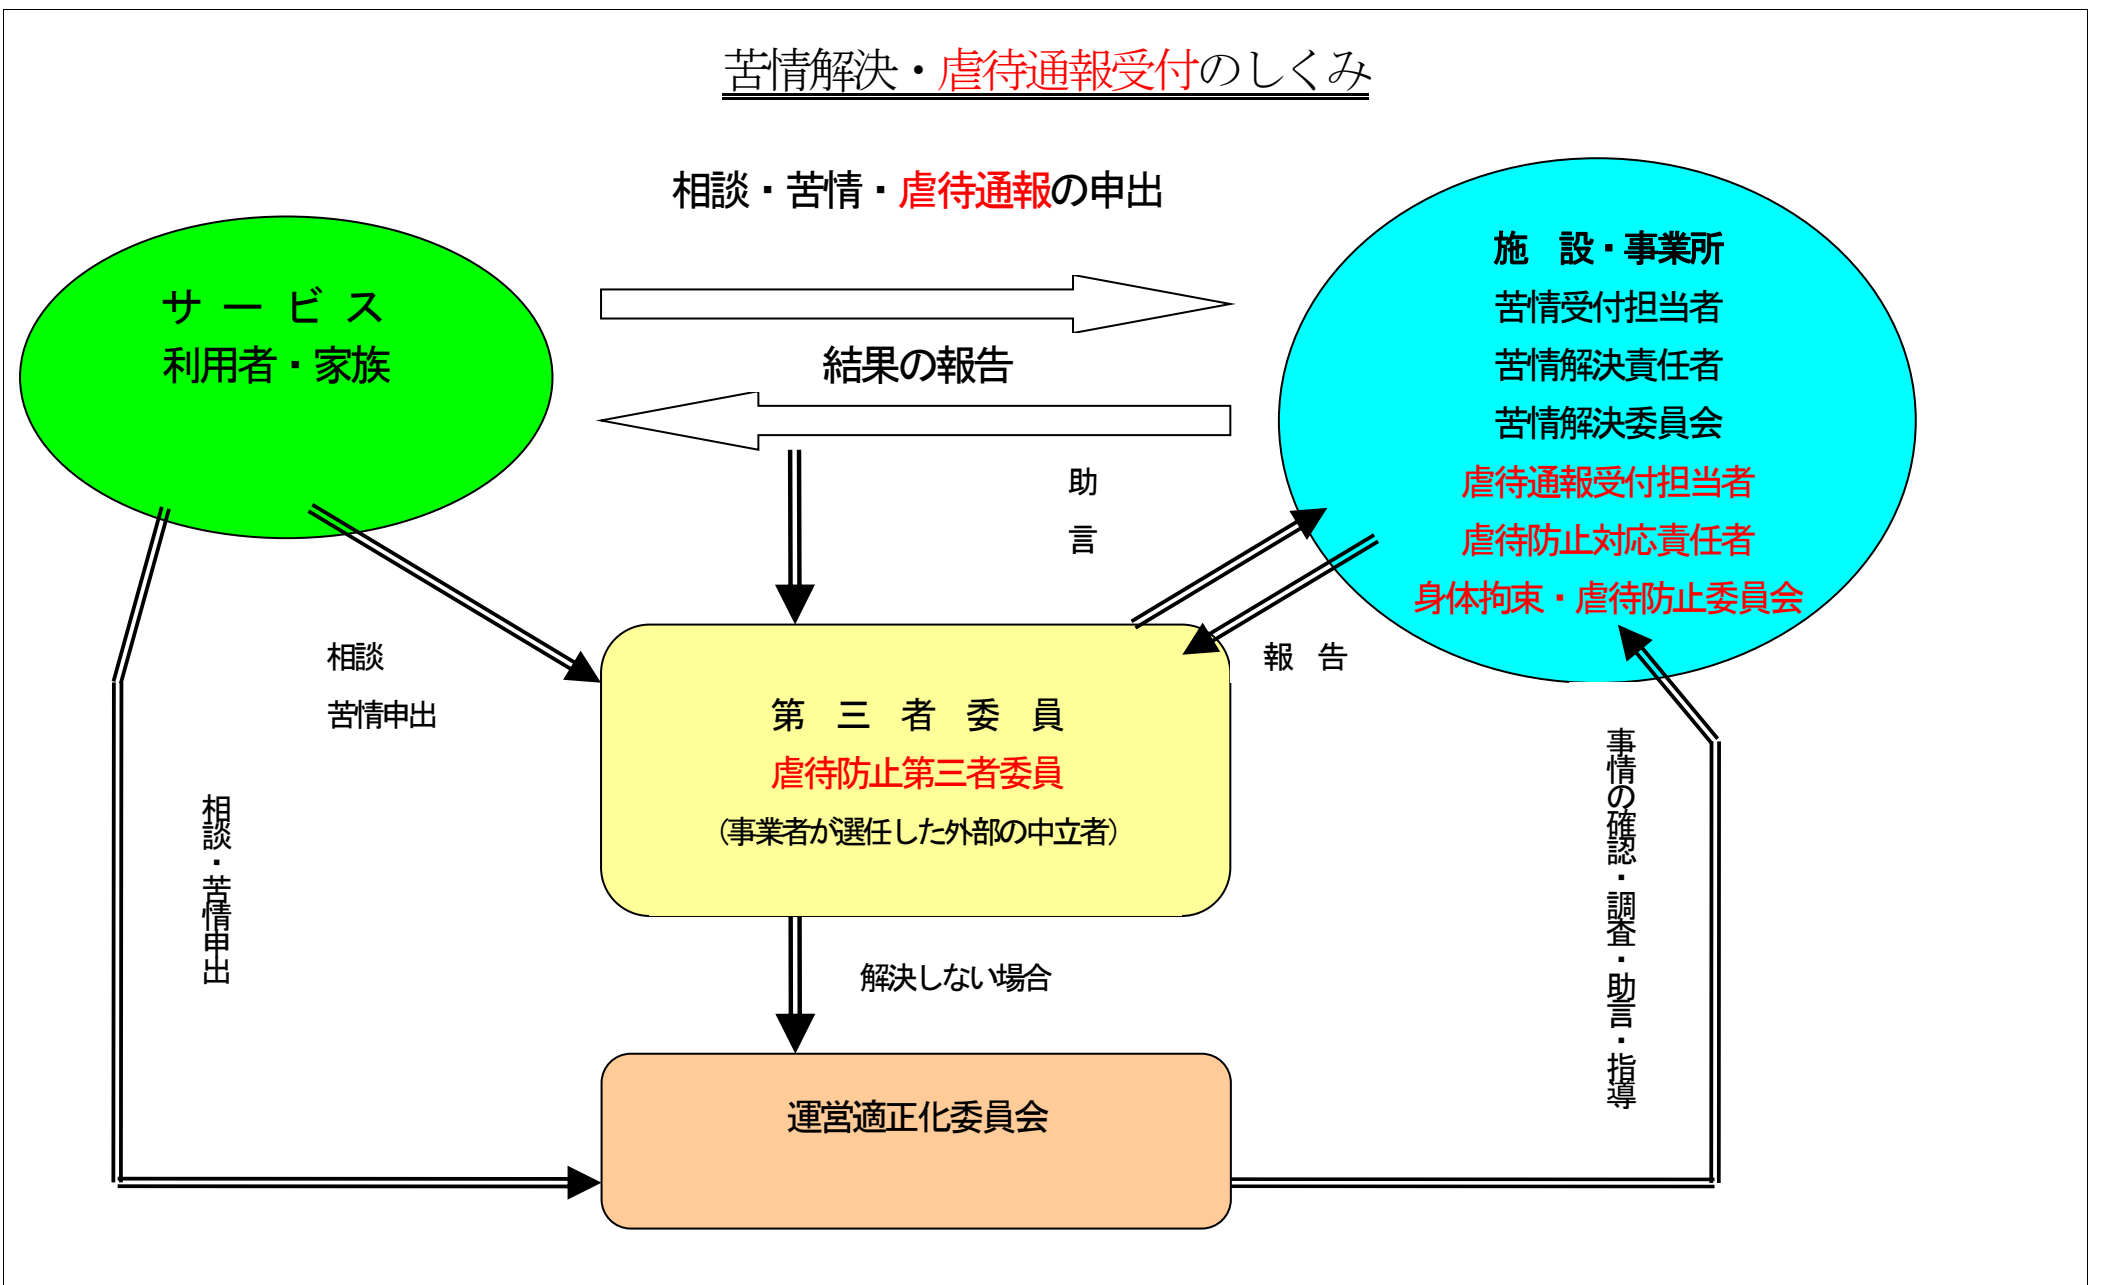 苦情解決・虐待通報受付のしくみ
相談・苦情・虐待通報の申出
サービス
利用者・家族
結果の報告
施　設・事業所
苦情受付担当者
苦情解決責任者
苦情解決委員会
虐待通報受付担当者
虐待防止対応責任者
身体拘束・虐待防止委員会
助
言
相談
苦情申出
報　告
第　三　者　委　員
虐待防止第三者委員
（事業者が選任した外部の中立者）
相談・苦情申出
事情の確認・調査・助言・指導
解決しない場合
運営適正化委員会